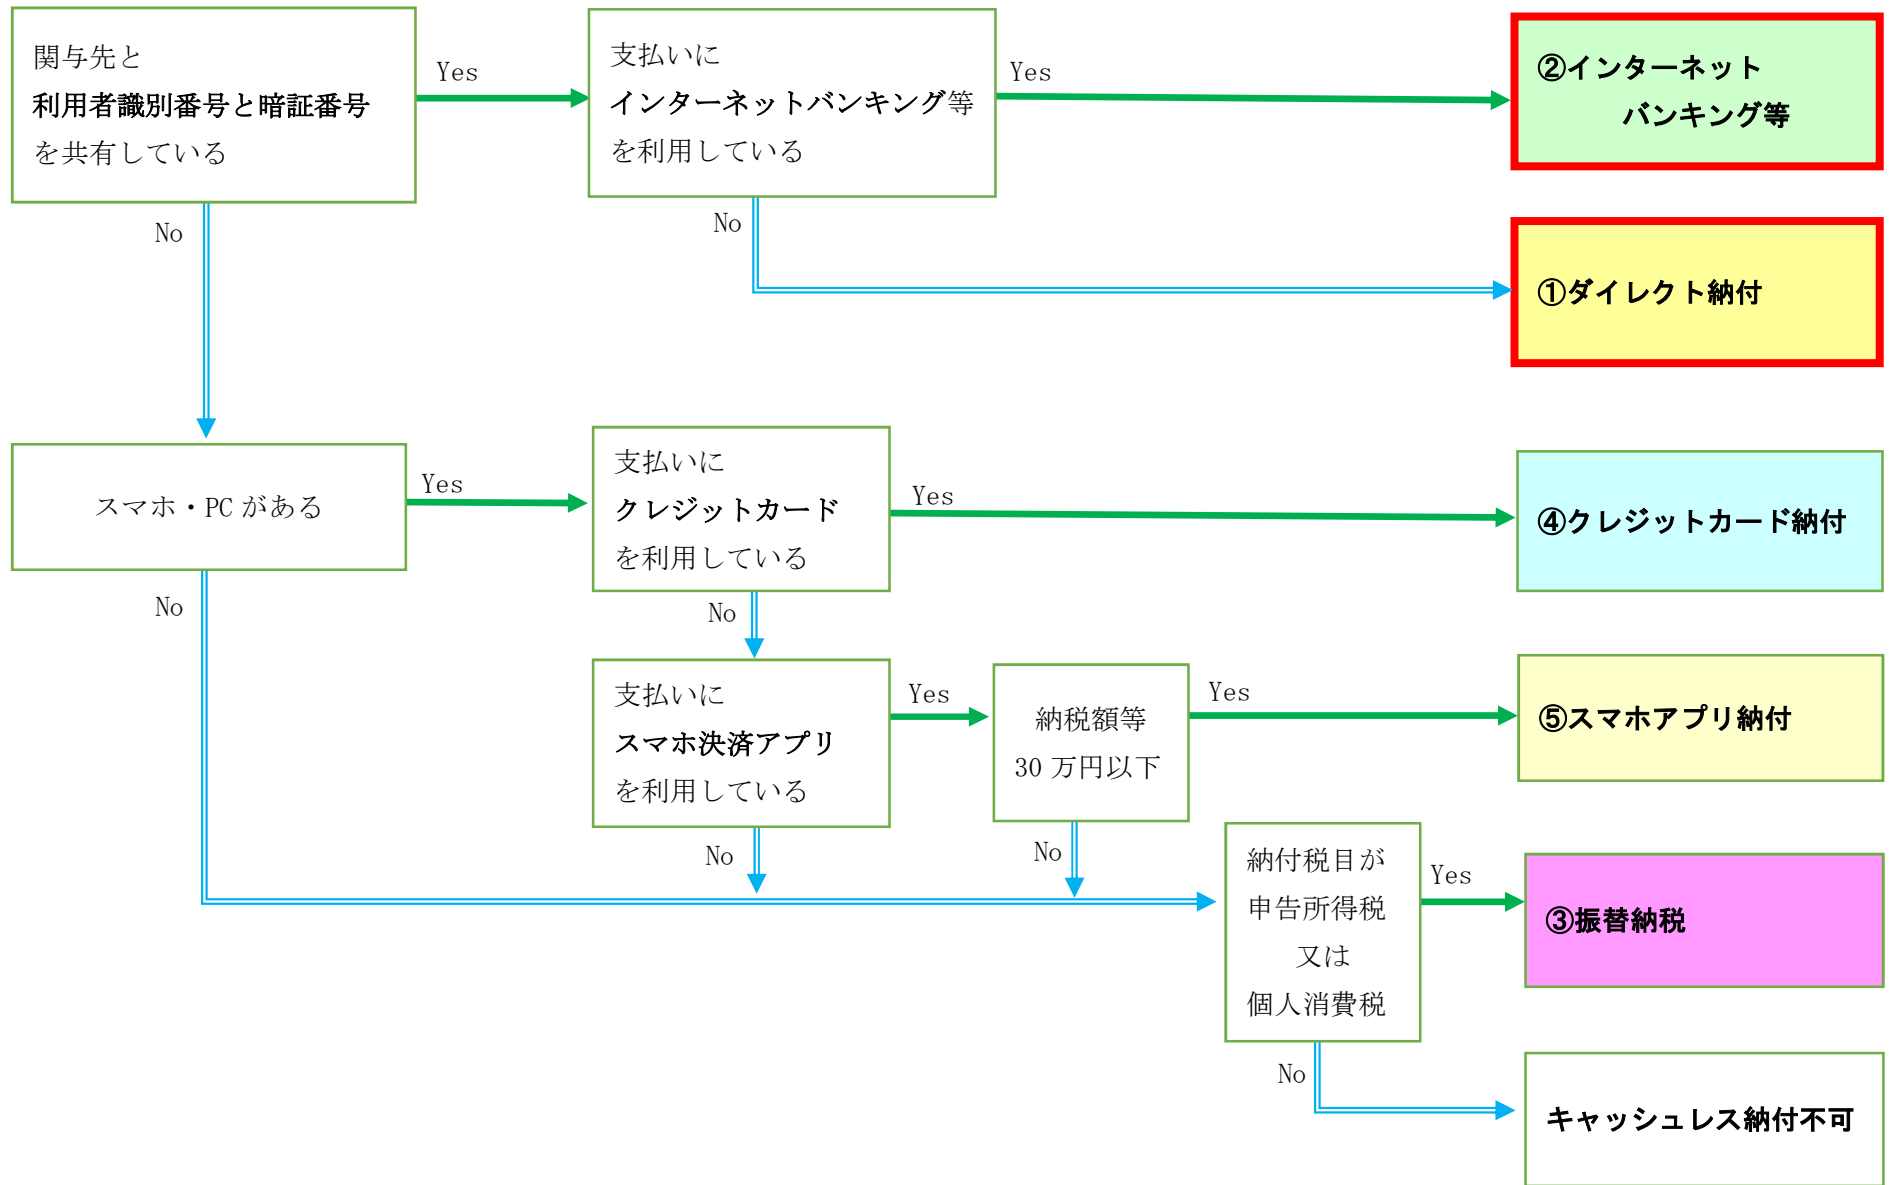 関与先と
利用者識別番号と暗証番号
を共有している
Yes
支払いに
インターネットバンキング等
を利用している
Yes
②インターネット
バンキング等
No
No
①ダイレクト納付
スマホ・PCがある
Yes
支払いに
クレジットカード
を利用している
Yes
④クレジットカード納付
No
No
支払いに
スマホ決済アプリ
を利用している
Yes
納税額等
30万円以下
Yes
⑤スマホアプリ納付
No
No
納付税目が
申告所得税
又は
個人消費税
Yes
③振替納税
No
キャッシュレス納付不可